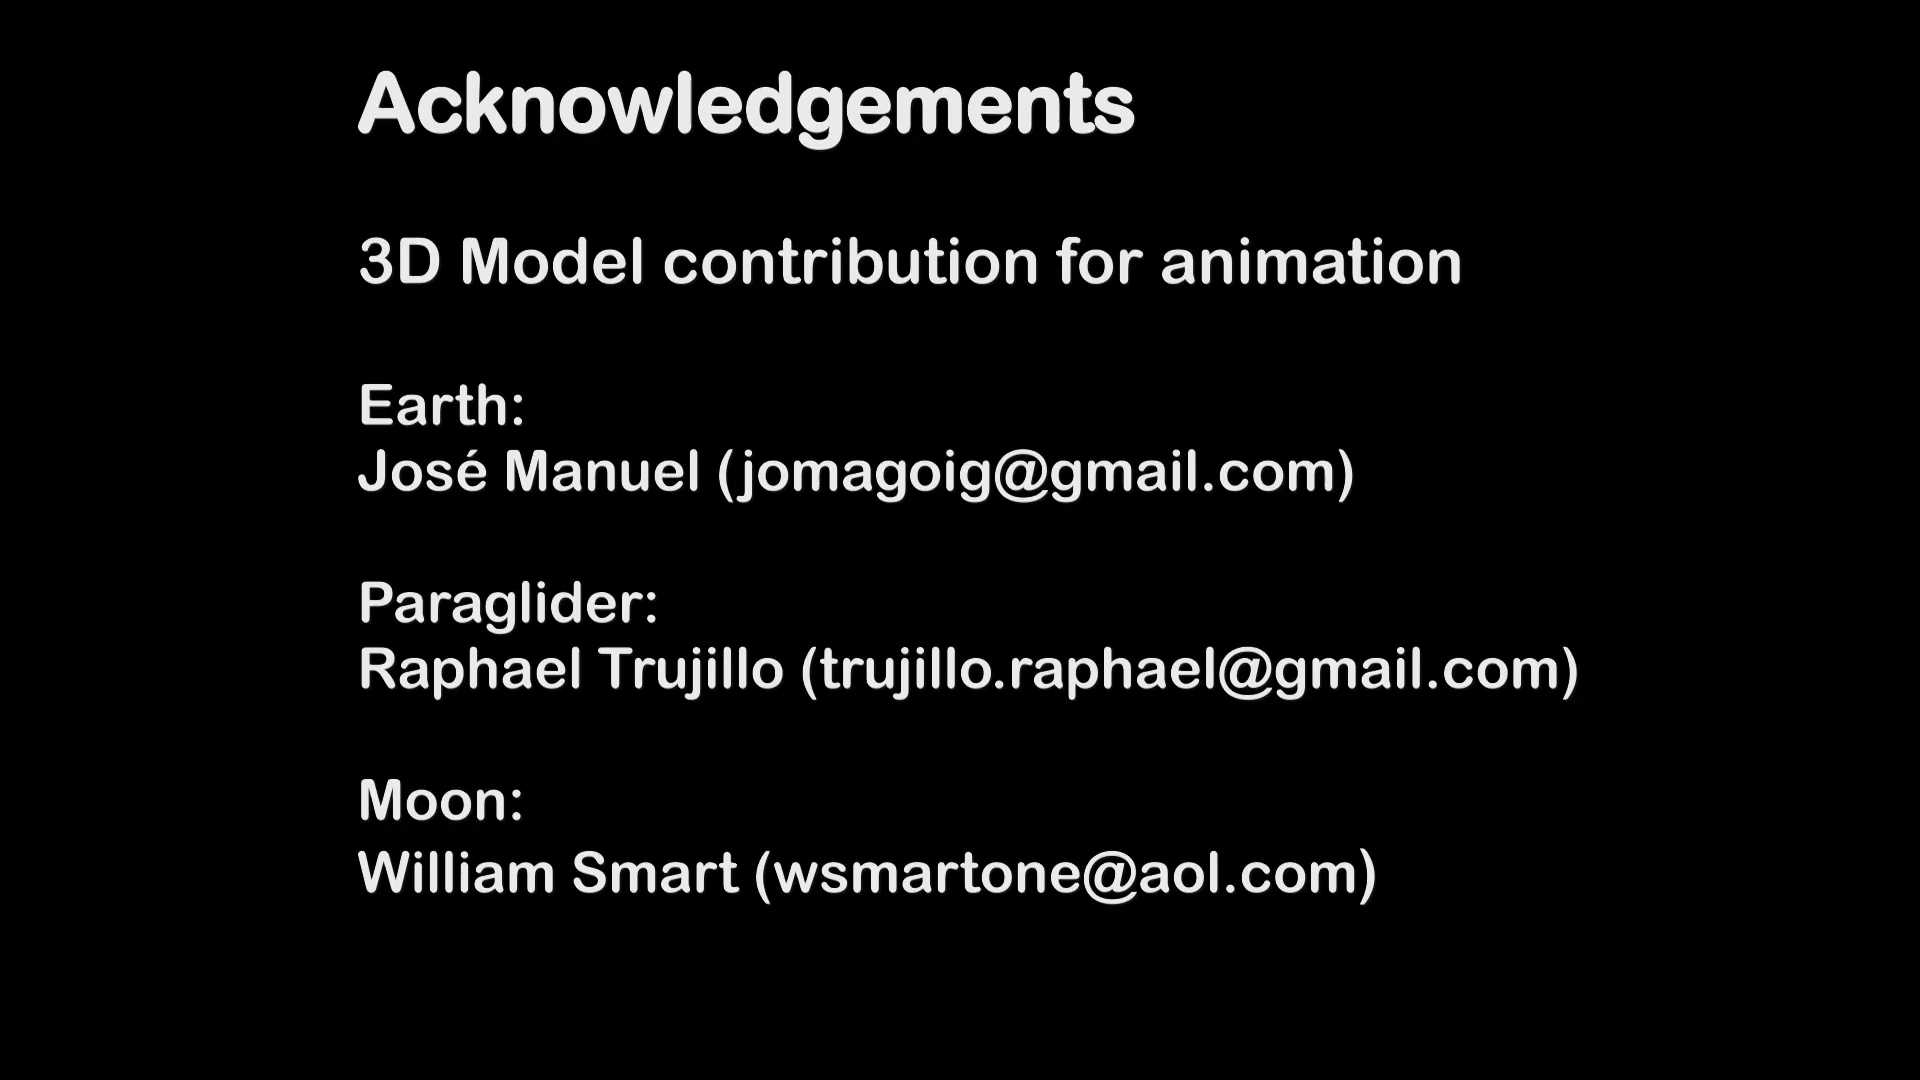 Acknowledgements
3D Model contribution for animation
Earth:
José Manuel (jomagoig@gmail.com)
Paraglider:
Raphael Trujillo (trujillo.raphael@gmail.com)
Moon:
William Smart (wsmartone@aol.com)